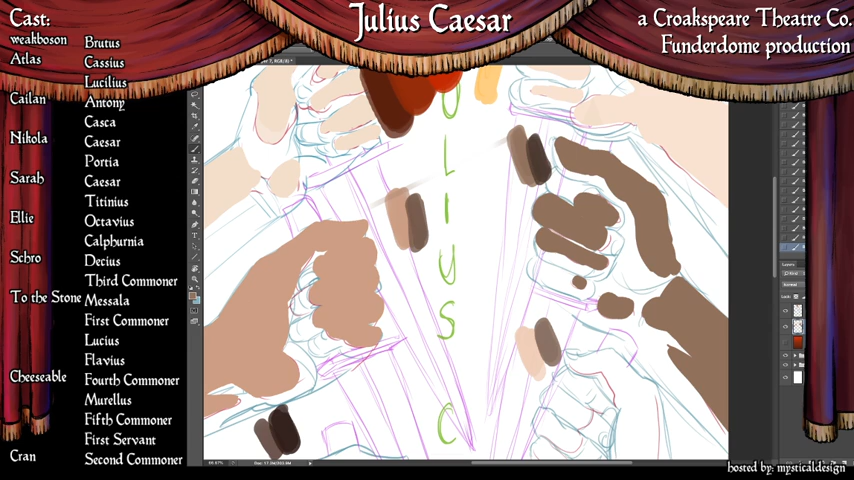 Cast:
weakboson Brutus
Atlas Cassius
Lucilius
Cailan Antony
Casca
Nikola Caesar
Portia
Sarah Caesar
Titinius
Ellie Octavius
Calphurnia
Schro Decius
Third Commoner
To the Stone Messala
First Commoner
Lucius
Flavius
Cheeseable Fourth Commoner
Murellus
Fifth Commoner
First Servant
Cran Second Commoner
Julius Caesar
a Croakspeare Theatre Co.
Funderdome production
U
L
I
U
S
C
Layers
Normal
hosted by: mysticaldesign